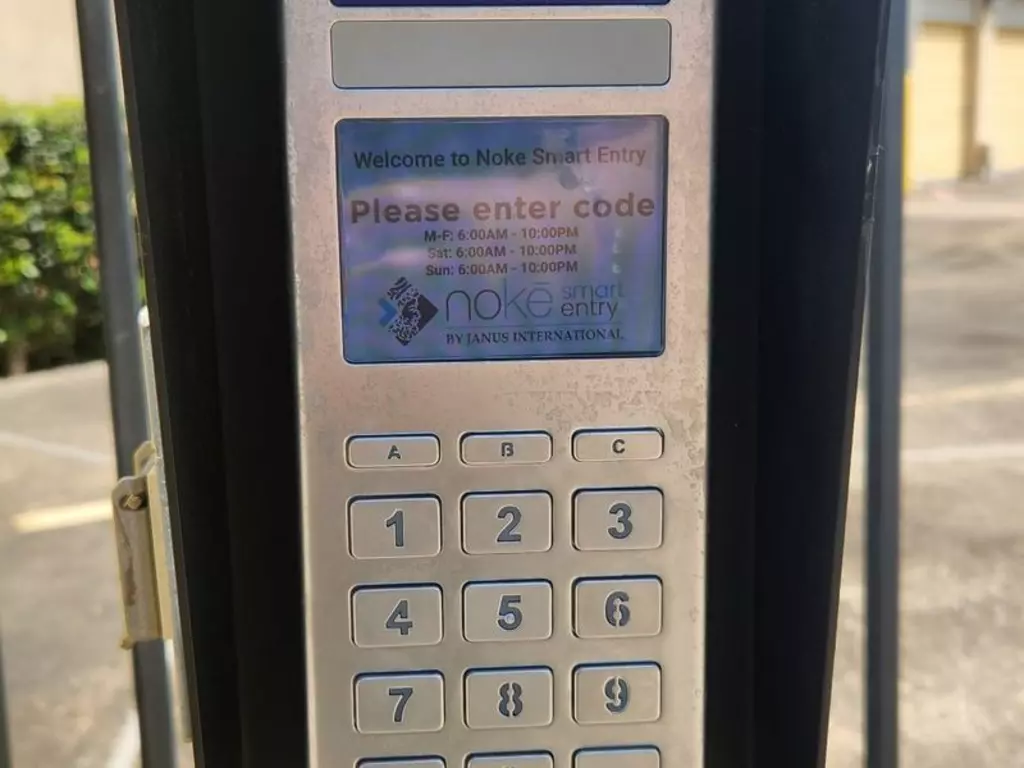 Welcome to Noke Smart Entry
Please enter code
M-F: 6:00AM - 10:00PM
Sat: 6:00AM - 10:00PM
Sun: 6:00AM - 10:00PM
nokē smart entry
BY JANUS INTERNATIONAL
A B C
1 2 3
4 5 6
7 8 9